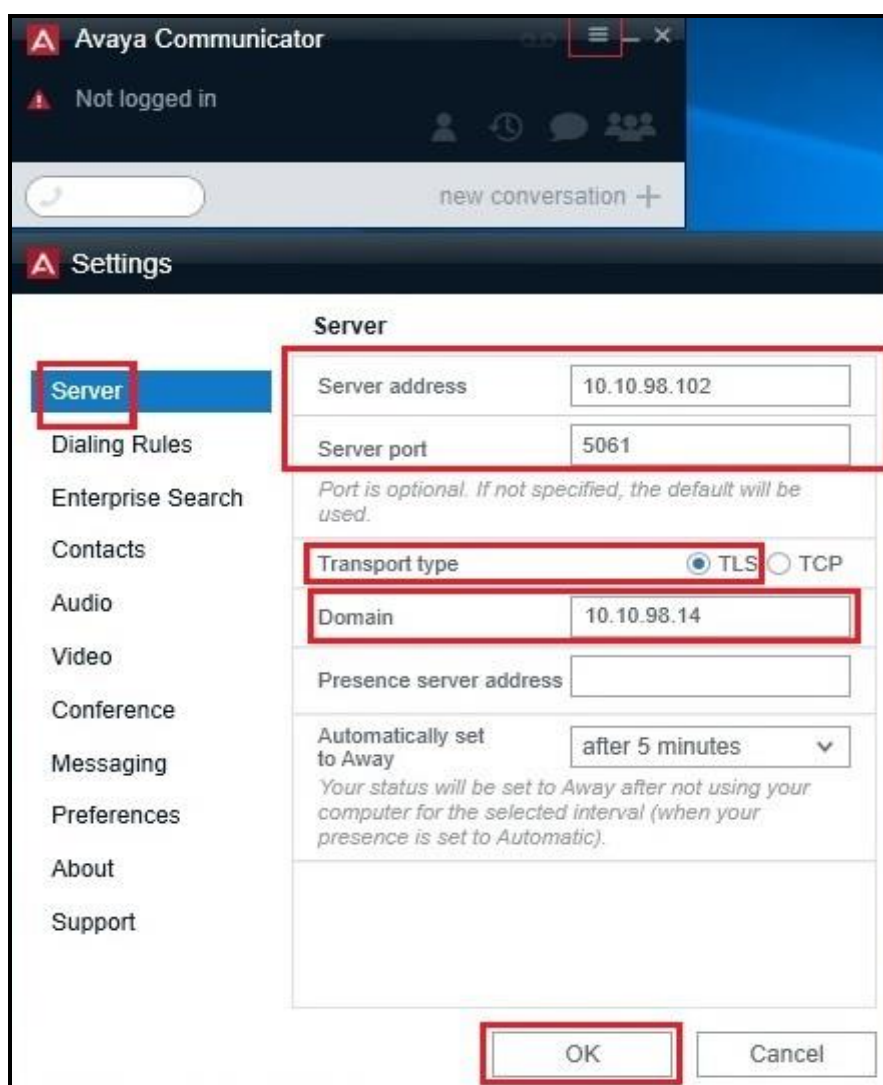 Avaya Communicator
Not logged in
new conversation +
Settings
Server
Server
Dialing Rules
Enterprise Search
Contacts
Audio
Video
Conference
Messaging
Preferences
About
Support
Server address 10.10.98.102
Server port 5061
Port is optional. If not specified, the default will be
used.
Transport type TLS TCP
Domain 10.10.98.14
Presence server address
Automatically set
to Away
after 5 minutes
Your status will be set to Away after not using your
computer for the selected interval (when your
presence is set to Automatic).
OK Cancel